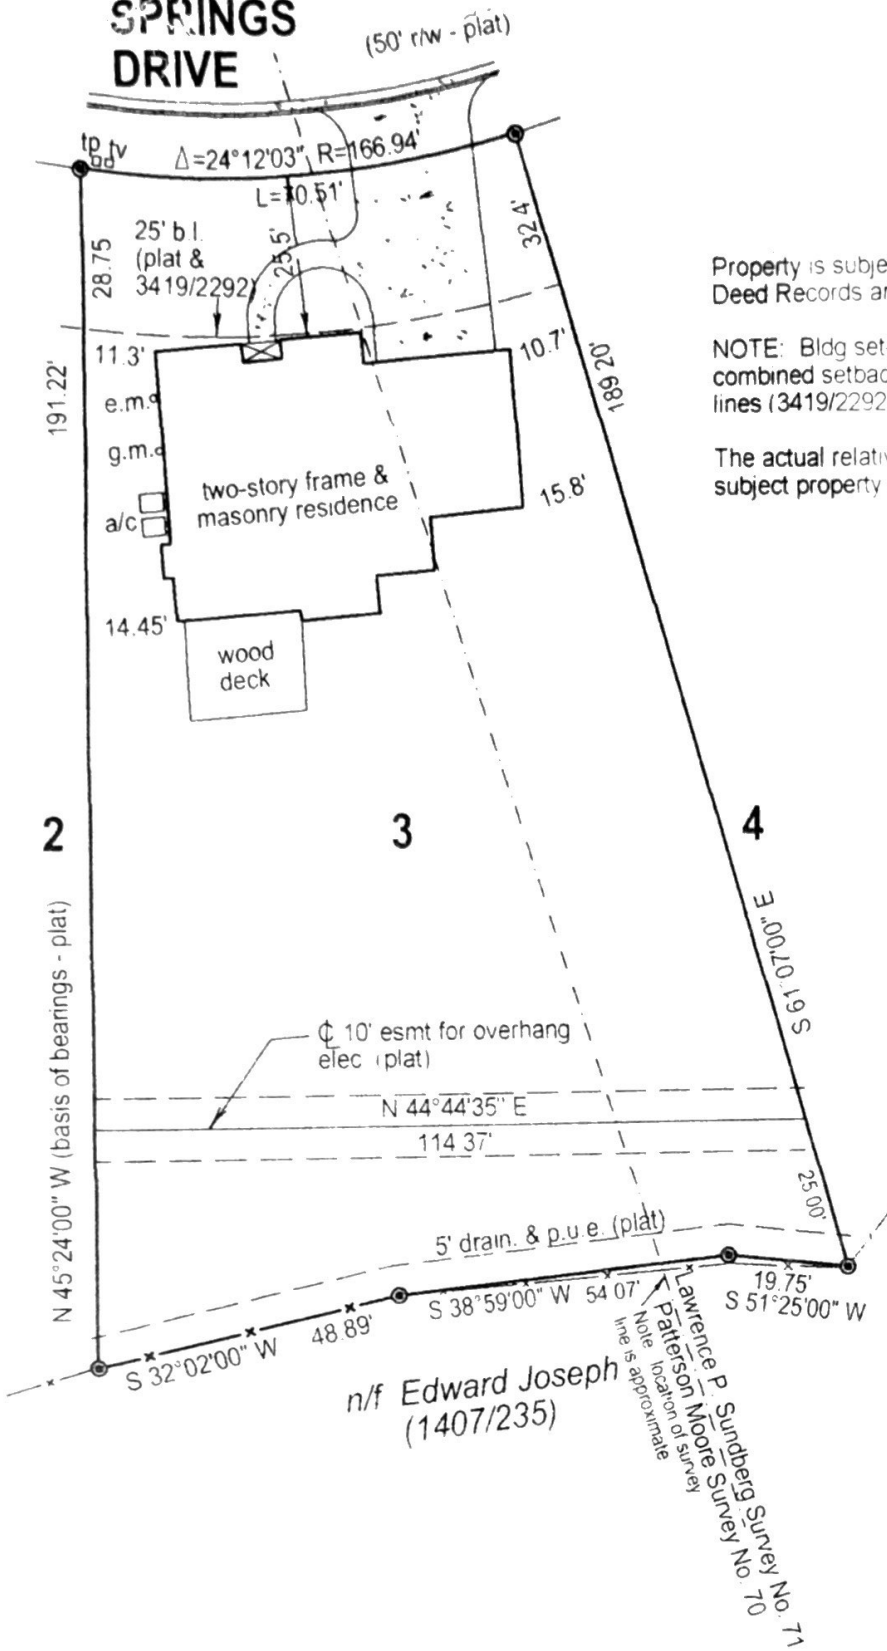 SPRINGS
DRIVE
(50' r/w - plat)
tp tv
Δ=24°12'03", R=166.94'
L=70.51'
25' b.l.
(plat &
3419/2292)
25.5'
28.75
32.4'
191.22'
11.3'
10.7'
189.20'
e.m.
g.m.
a/c
two-story frame &
masonry residence
15.8'
14.45'
wood
deck
Property is subje
Deed Records an
NOTE: Bldg set
combined setbac
lines (3419/2292
The actual relativ
subject property
2
3
4
N 45°24'00" W (basis of bearings - plat)
S 61°07'00" E
℄ 10' esmt for overhang
elec (plat)
N 44°44'35" E
114.37'
25.00'
5' drain. & p.u.e. (plat)
S 32°02'00" W
48.89'
S 38°59'00" W 54.07'
19.75'
S 51°25'00" W
n/f Edward Joseph
(1407/235)
Lawrence P. Sundberg Survey No. 71
Patterson Moore Survey No. 70
Note location of survey
line is approximate